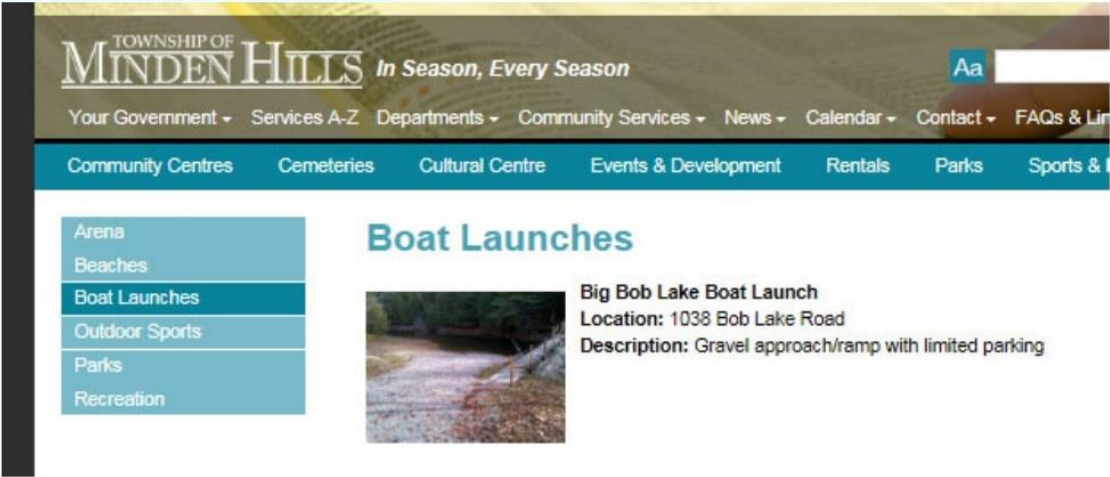 TOWNSHIP OF
MINDEN HILLS In Season, Every Season
Aa
Your Government Services A-Z Departments Community Services News Calendar Contact FAQs &
Community Centres Cemeteries Cultural Centre Events & Development Rentals Parks Sports &
Arena
Beaches
Boat Launches
Outdoor Sports
Parks
Recreation
Boat Launches
Big Bob Lake Boat Launch
Location: 1038 Bob Lake Road
Description: Gravel approach/ramp with limited parking